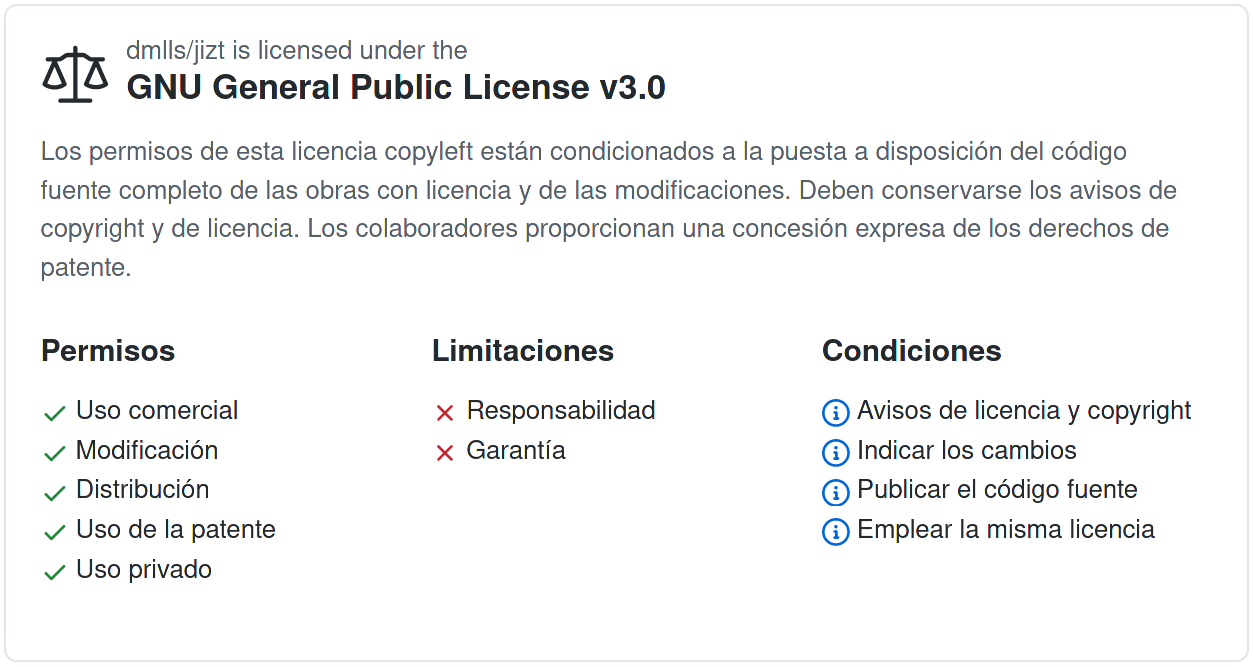 dmlls/jizt is licensed under the
GNU General Public License v3.0
Los permisos de esta licencia copyleft están condicionados a la puesta a disposición del código
fuente completo de las obras con licencia y de las modificaciones. Deben conservarse los avisos de
copyright y de licencia. Los colaboradores proporcionan una concesión expresa de los derechos de
patente.
Permisos
Uso comercial
Modificación
Distribución
Uso de la patente
Uso privado
Limitaciones
Responsabilidad
Garantía
Condiciones
Avisos de licencia y copyright
Indicar los cambios
Publicar el código fuente
Emplear la misma licencia